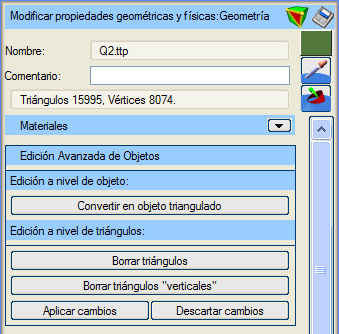 Modificar propiedades geométricas y físicas:Geometría
Nombre: Q2.ttp
Comentario:
Triángulos 15995, Vértices 8074.
Materiales
Edición Avanzada de Objetos
Edición a nivel de objeto:
Convertir en objeto triangulado
Edición a nivel de triángulos:
Borrar triángulos
Borrar triángulos "verticales"
Aplicar cambios Descartar cambios